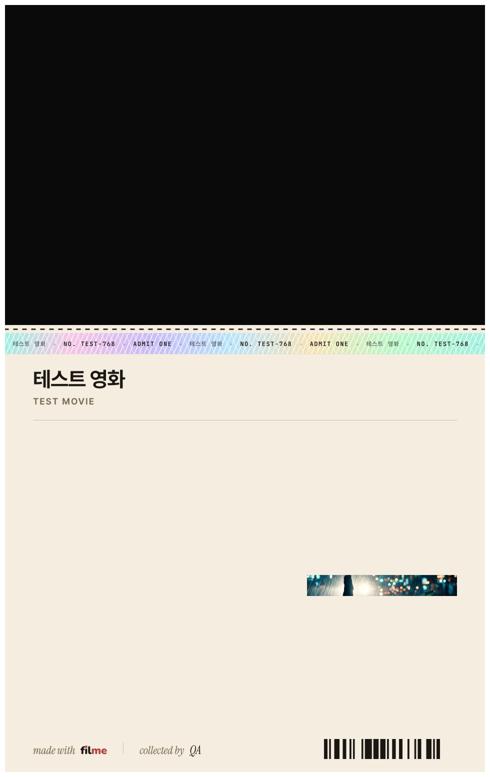 테스트 영화 NO. TEST-768 ADMIT ONE 테스트 영화 NO. TEST-768 ADMIT ONE 테스트 영화 NO. TEST-768
테스트 영화
TEST MOVIE
made with filme collected by QA